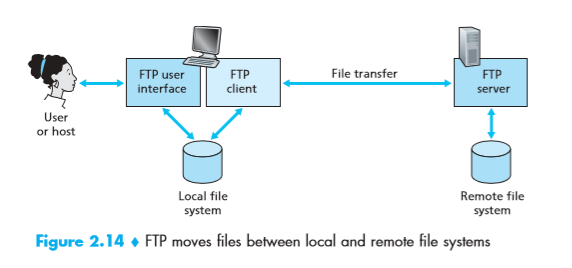 FTP user
interface
FTP
client
File transfer
FTP
server
User
or host
Local file
system
Remote file
system
Figure 2.14 ♦ FTP moves files between local and remote file systems